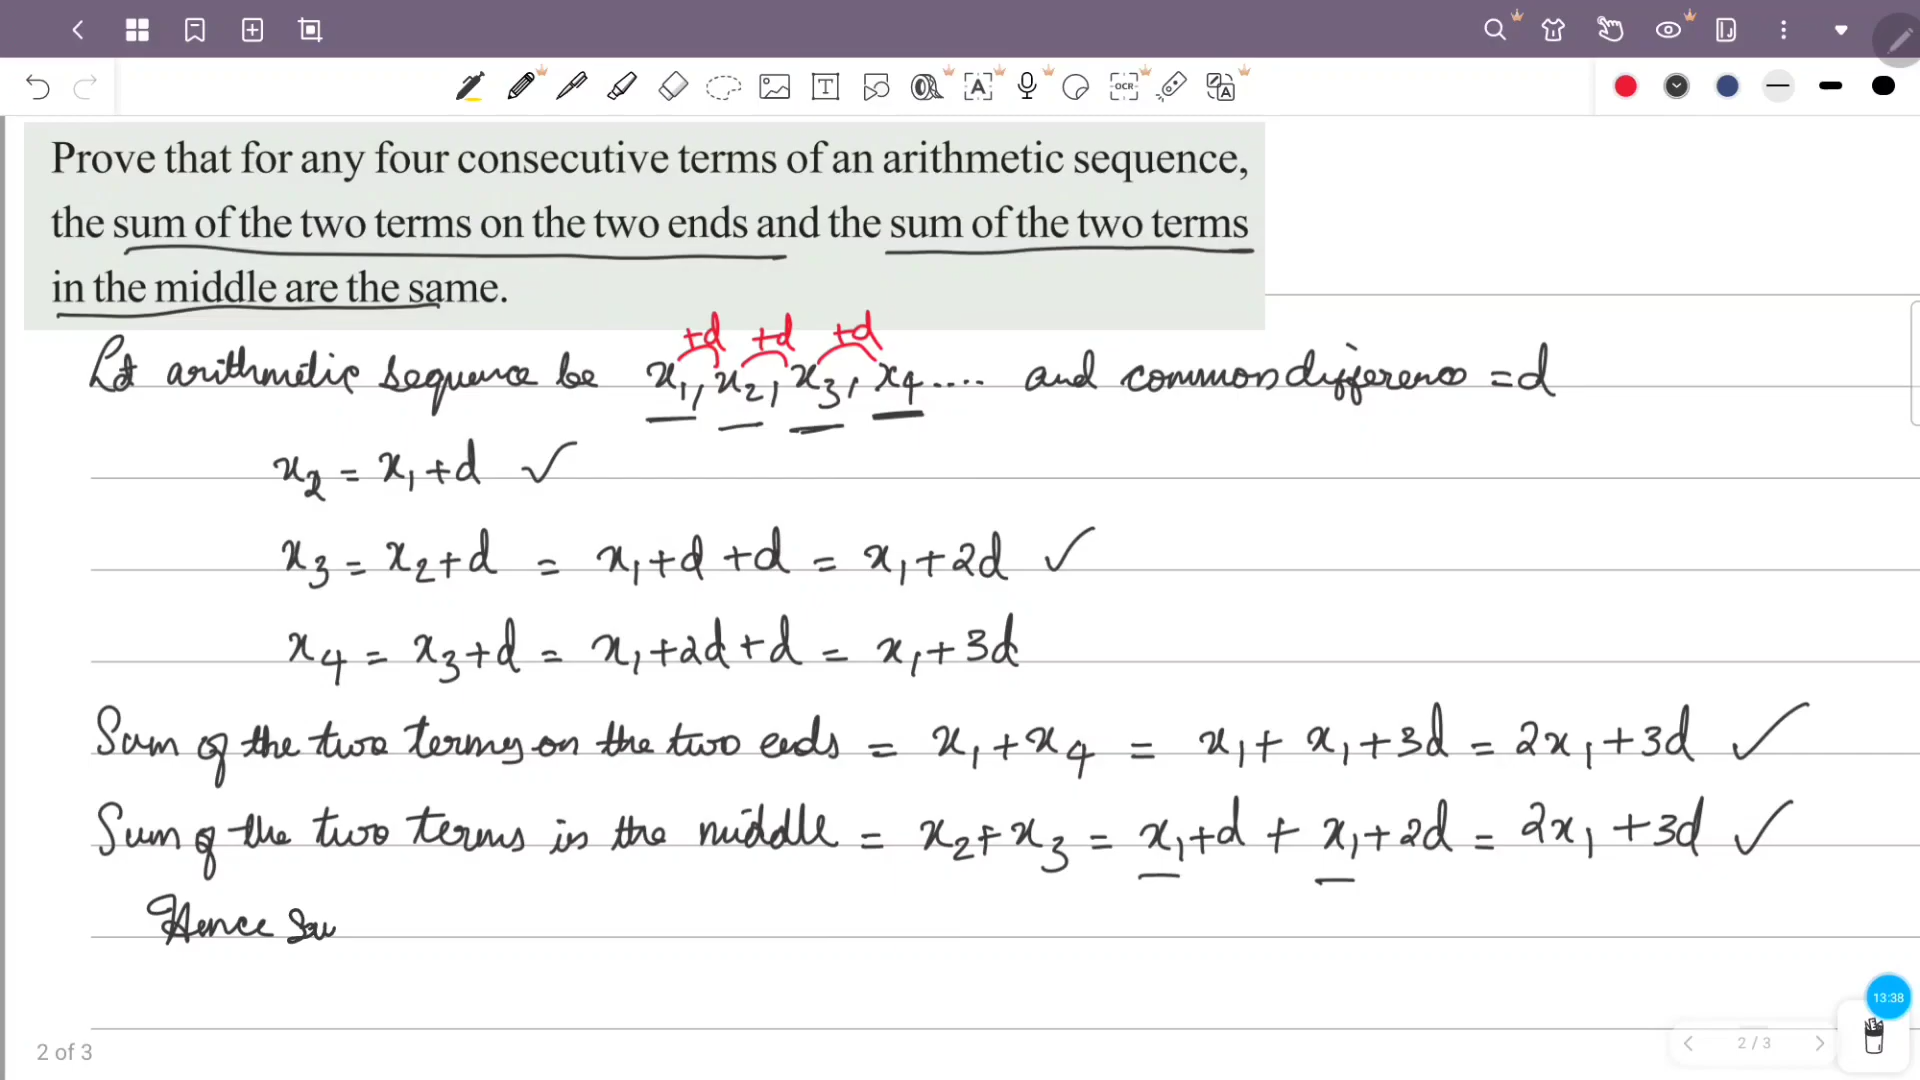 OCR
A
T
A
Prove that for any four consecutive terms of an arithmetic sequence,
the sum of the two terms on the two ends and the sum of the two terms
in the middle are the same.
+d +d +d
Let arithmetic sequence be x₁, x₂, x₃, x₄.... and common difference = d
x₂ = x₁+d ✓
x₃ = x₂+d = x₁+d+d = x₁+2d ✓
x₄ = x₃+d = x₁+2d+d = x₁+3d
Sum of the two terms on the two ends = x₁+x₄ = x₁+x₁+3d = 2x₁+3d ✓
Sum of the two terms in the middle = x₂+x₃ = x₁+d + x₁+2d = 2x₁+3d ✓
Hence Su
13:38
2 of 3
2 / 3